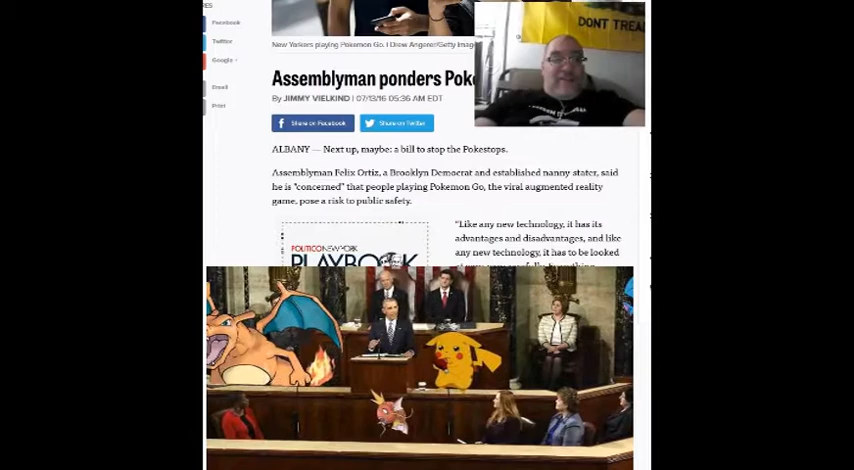 Facebook
Twitter
Google +
Email
Print
DON'T TREAD
New Yorkers playing Pokemon Go. | Drew Angerer/Getty Imag
Assemblyman ponders Poke
By JIMMY VIELKIND | 07/13/16 05:36 AM EDT
Share on Facebook
Share on Twitter
ALBANY — Next up, maybe: a bill to stop the Pokestops.
Assemblyman Felix Ortiz, a Brooklyn Democrat and established nanny stater, said
he is "concerned" that people playing Pokemon Go, the viral augmented reality
game, pose a risk to public safety.
POLITICO NEW YORK
PLAYBOOK
"Like any new technology, it has its
advantages and disadvantages, and like
any new technology, it has to be looked